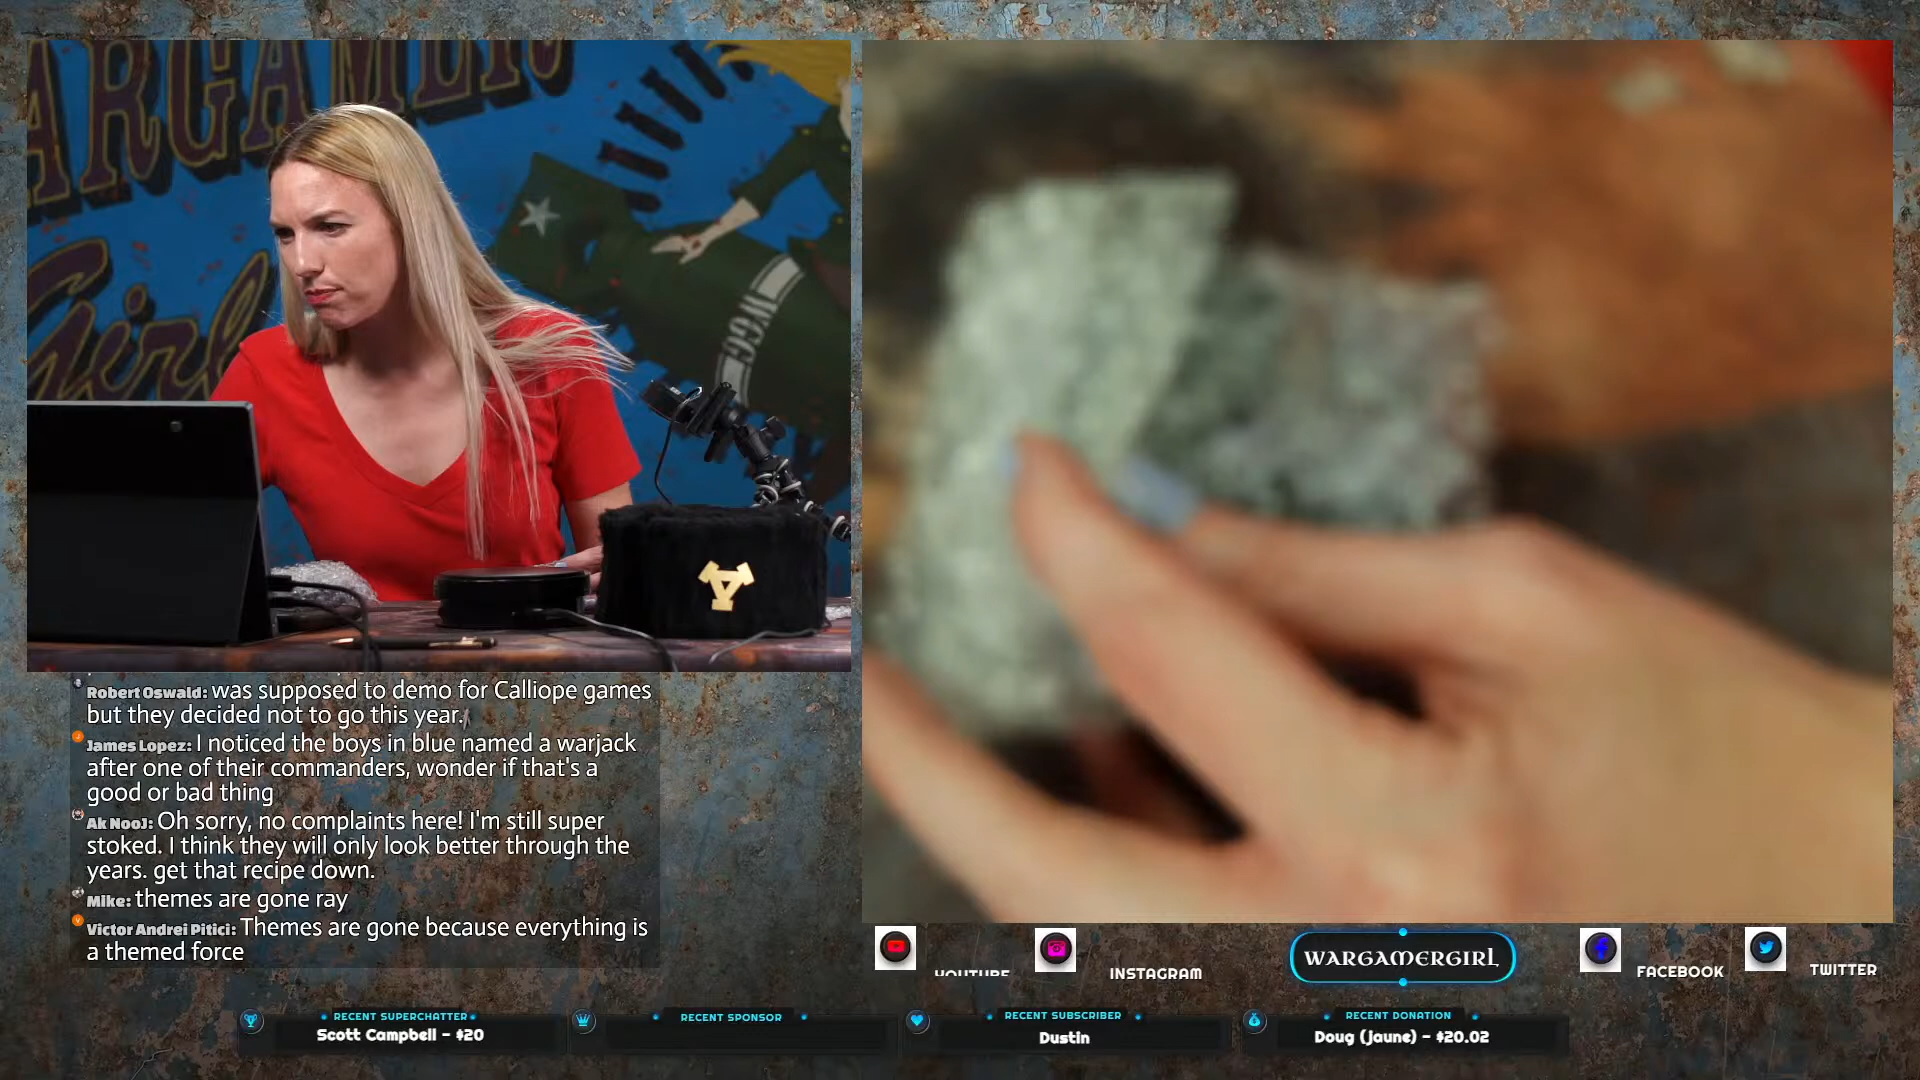 WARGAMER
Girl
WGG
Robert Oswald: was supposed to demo for Calliope games
but they decided not to go this year.
James Lopez: I noticed the boys in blue named a warjack
after one of their commanders, wonder if that's a
good or bad thing
Ak NooJ: Oh sorry, no complaints here! I'm still super
stoked. I think they will only look better through the
years. get that recipe down.
Mike: themes are gone ray
Victor Andrei Pitici: Themes are gone because everything is
a themed force
YOUTUBE
INSTAGRAM
WARGAMERGIRL
FACEBOOK
TWITTER
RECENT SUPERCHATTER
Scott Campbell - $20
RECENT SPONSOR
RECENT SUBSCRIBER
Dustin
RECENT DONATION
Doug (jaune) - $20.02